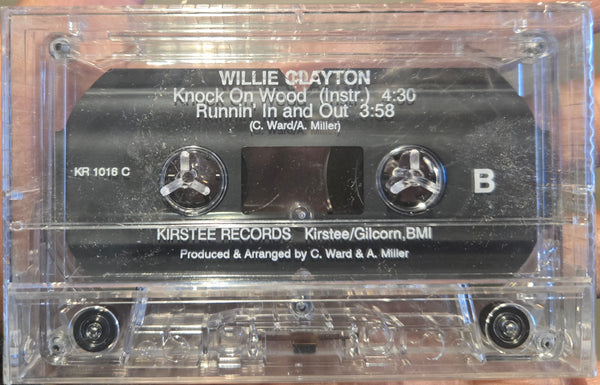 WILLIE CLAYTON
Knock On Wood (Instr.) 4:30
Runnin' In and Out 3:58
(C. Ward/A. Miller)
KR 1016 C
B
KIRSTEE RECORDS Kirstee/Gilcorn,BMI
Produced & Arranged by C. Ward & A. Miller